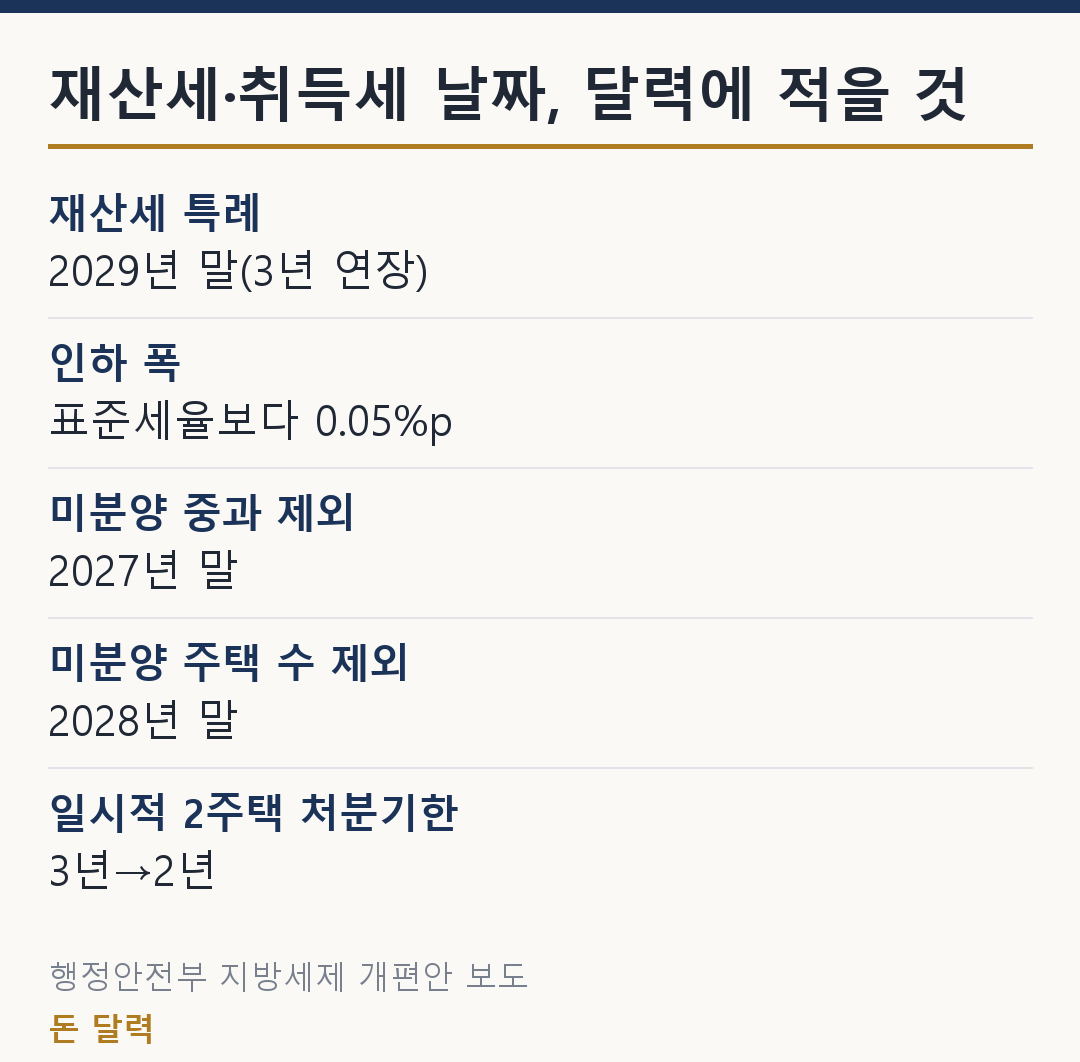 재산세·취득세 날짜, 달력에 적을 것
재산세 특례
2029년 말(3년 연장)
인하 폭
표준세율보다 0.05%p
미분양 중과 제외
2027년 말
미분양 주택 수 제외
2028년 말
일시적 2주택 처분기한
3년→2년
행정안전부 지방세제 개편안 보도
돈 달력